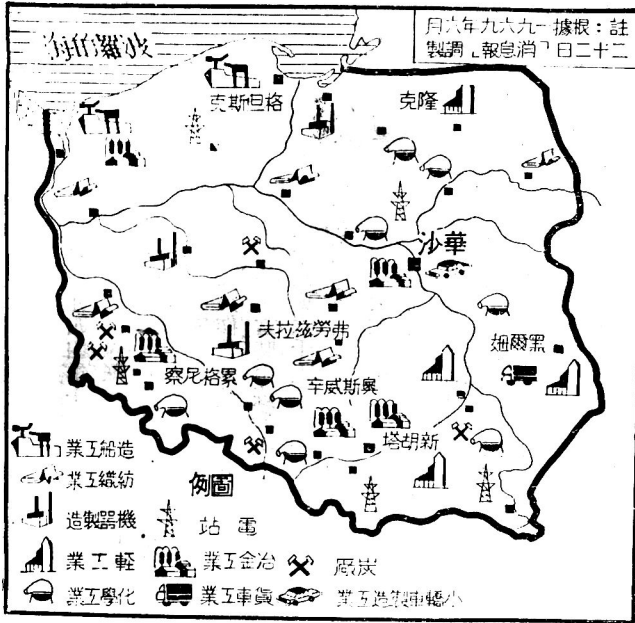 註：根據一九六九年六月
二十二日「消息報」調製
波羅的海
格旦斯克
隆克
華沙
弗勞茲拉夫
黑爾妞
累格尼察
奧斯威辛
新胡塔
圖例
造船工業
紡織工業
機器製造
電站
輕工業
冶金工業
炭廠
化學工業
貨車工業
小轎車製造工業